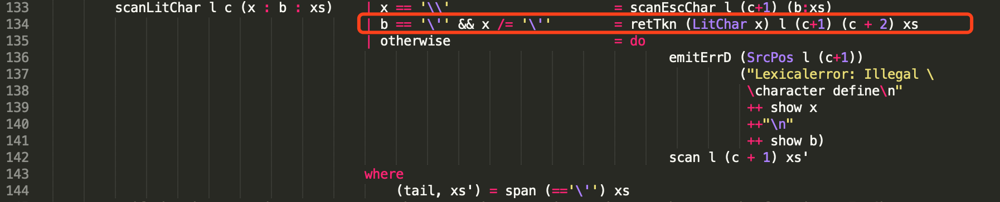 133 scanLitChar l c (x : b : xs) | x == '\\' = scanEscChar l (c+1) (b:xs)
134 | b == '\'' && x /= '\'' = retTkn (LitChar x) l (c+1) (c + 2) xs
135 | otherwise = do
136 emitErrD (SrcPos l (c+1))
137 ("Lexicalerror: Illegal \
138 \character define\n"
139 ++ show x
140 ++"\n"
141 ++ show b)
142 scan l (c + 1) xs'
143 where
144 (tail, xs') = span (=='\'') xs